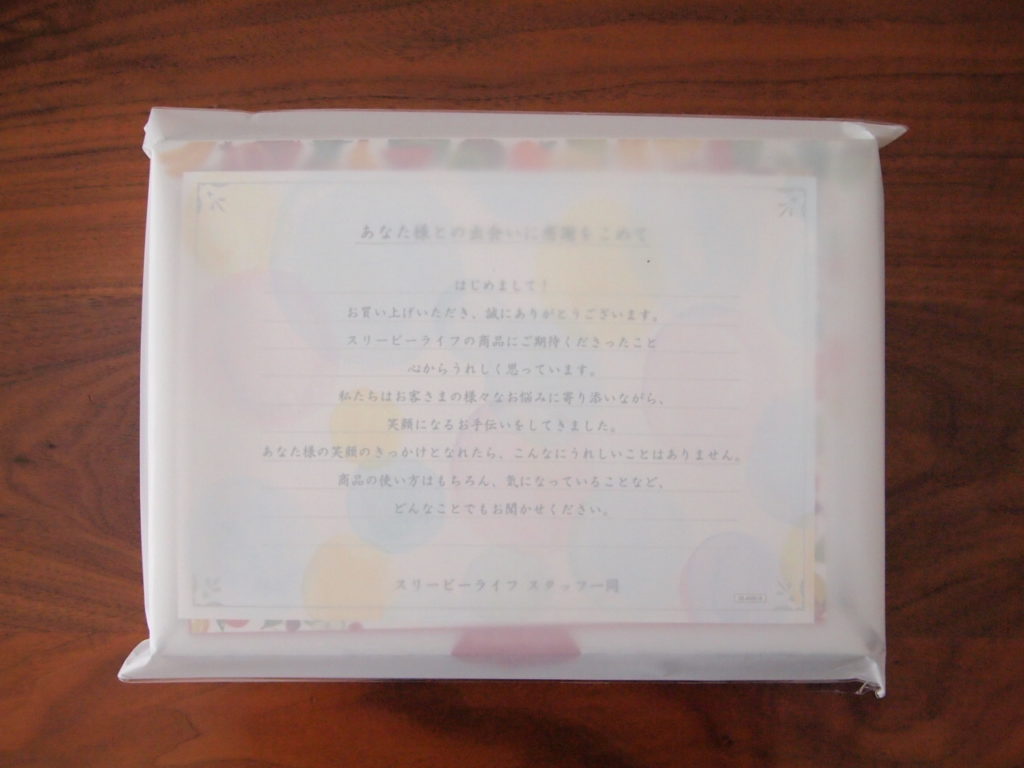 あなた様との出会いに感謝をこめて
はじめまして！
お買い上げいただき、誠にありがとうございます。
スリーピーライフの商品にご期待くださったこと
心からうれしく思っています。
私たちはお客さまの様々なお悩みに寄り添いながら、
笑顔になるお手伝いをしてきました。
あなた様の笑顔のきっかけとなれたら、こんなにうれしいことはありません。
商品の使い方はもちろん、気になっていることなど、
どんなことでもお聞かせください。
スリーピーライフ スタッフ一同